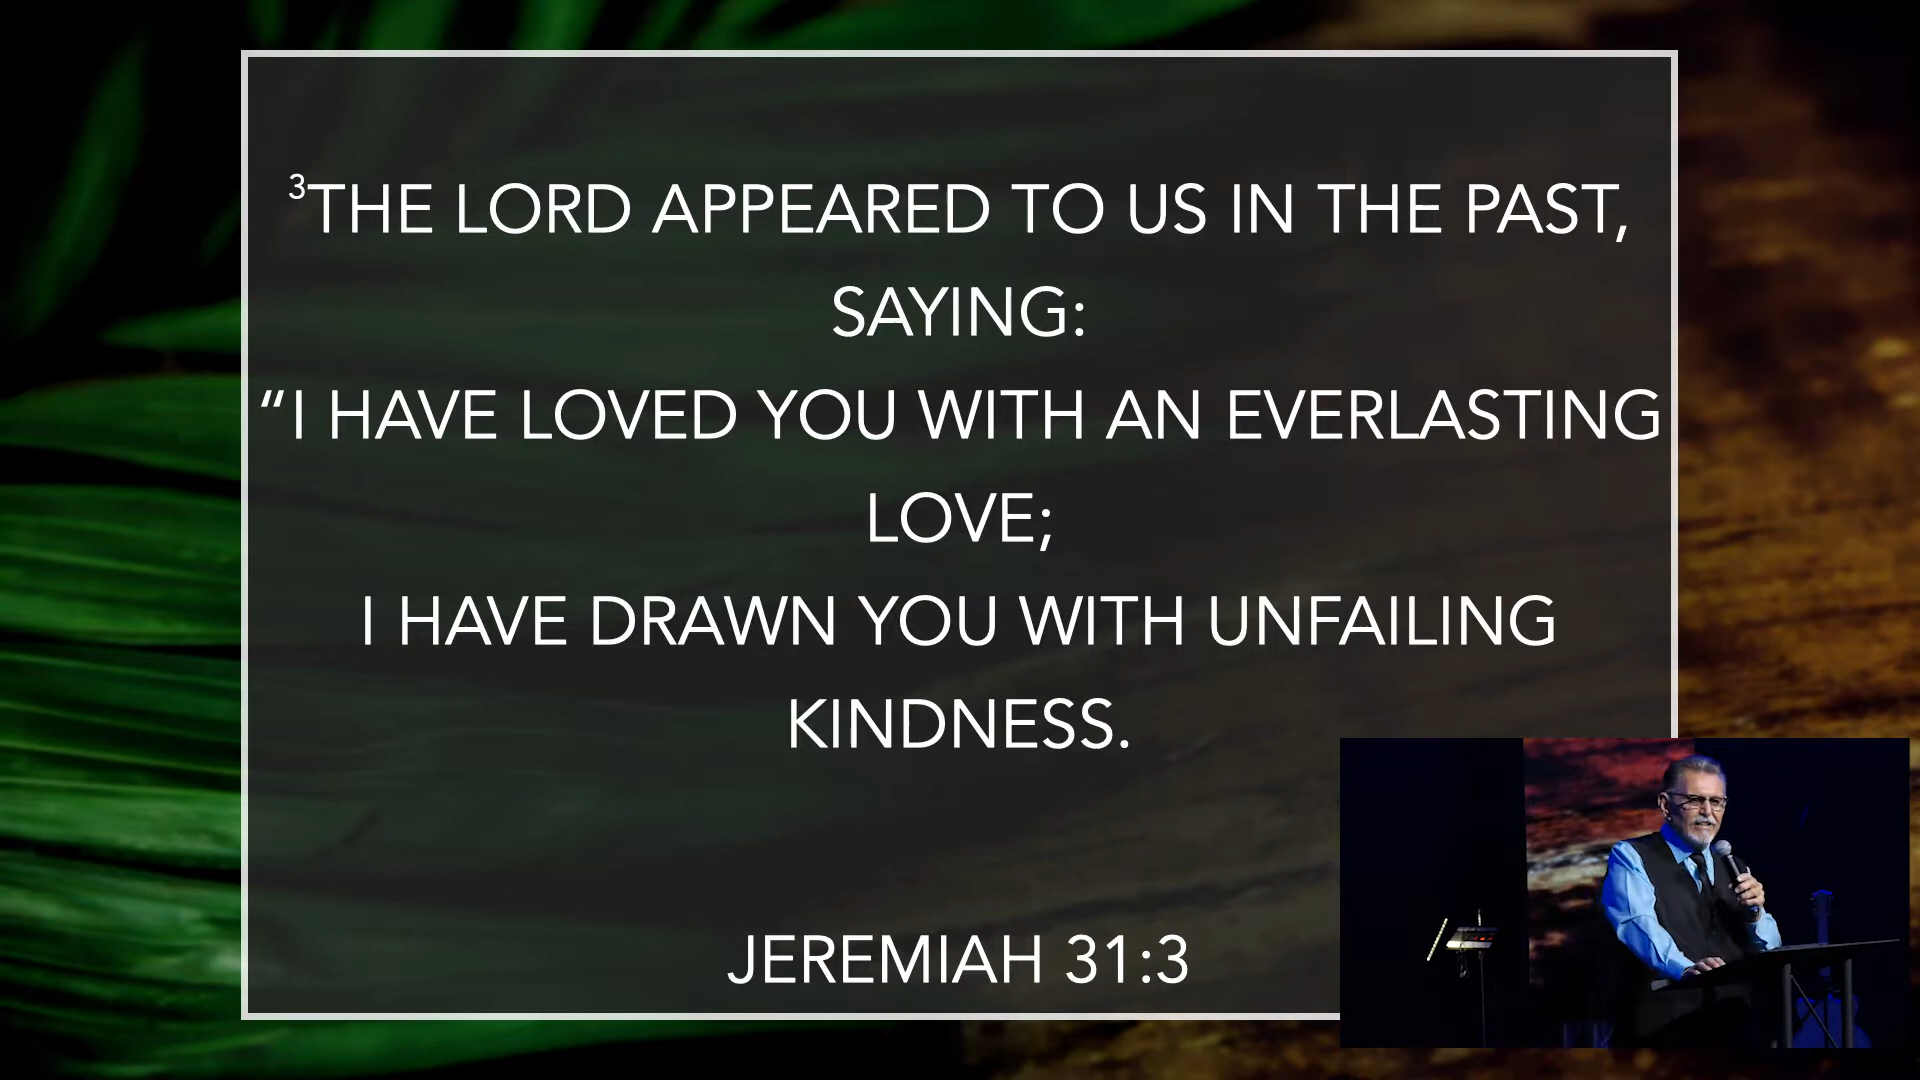 ³THE LORD APPEARED TO US IN THE PAST,
SAYING:
“I HAVE LOVED YOU WITH AN EVERLASTING
LOVE;
I HAVE DRAWN YOU WITH UNFAILING
KINDNESS.
JEREMIAH 31:3